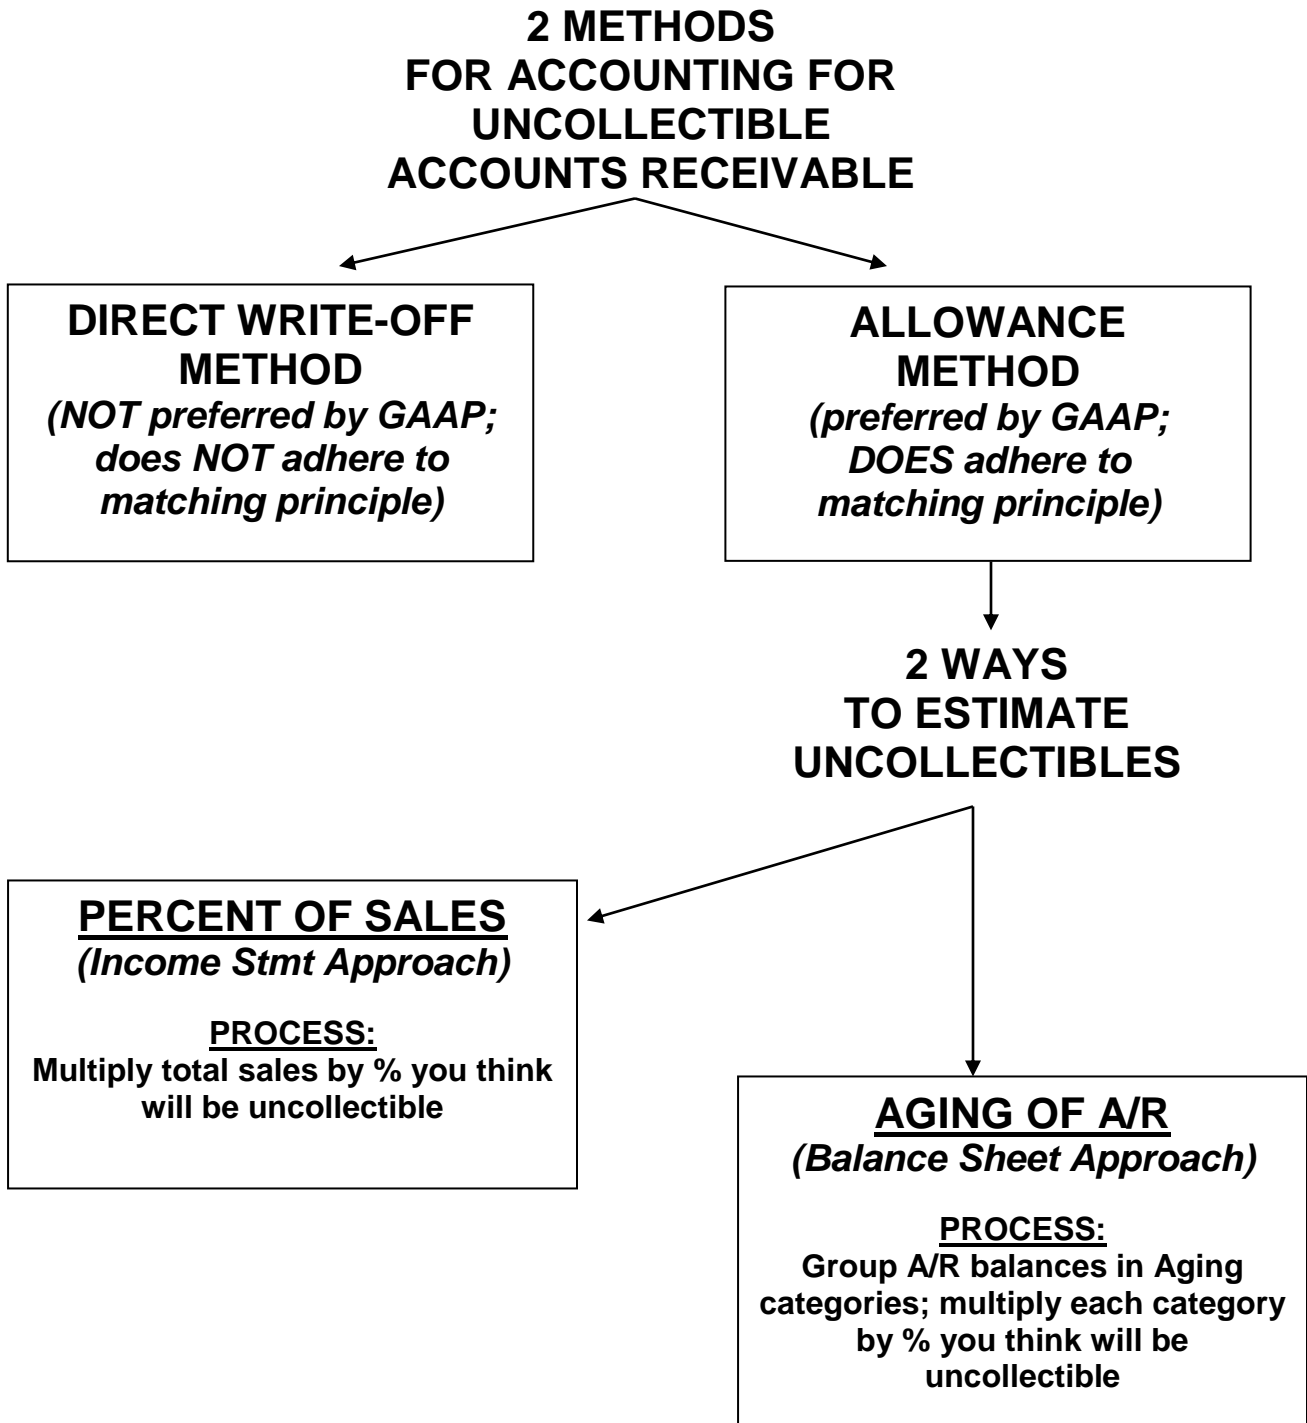 2 METHODS
FOR ACCOUNTING FOR
UNCOLLECTIBLE
ACCOUNTS RECEIVABLE
DIRECT WRITE-OFF
METHOD
(NOT preferred by GAAP;
does NOT adhere to
matching principle)
ALLOWANCE
METHOD
(preferred by GAAP;
DOES adhere to
matching principle)
2 WAYS
TO ESTIMATE
UNCOLLECTIBLES
PERCENT OF SALES
(Income Stmt Approach)
PROCESS:
Multiply total sales by % you think
will be uncollectible
AGING OF A/R
(Balance Sheet Approach)
PROCESS:
Group A/R balances in Aging
categories; multiply each category
by % you think will be
uncollectible